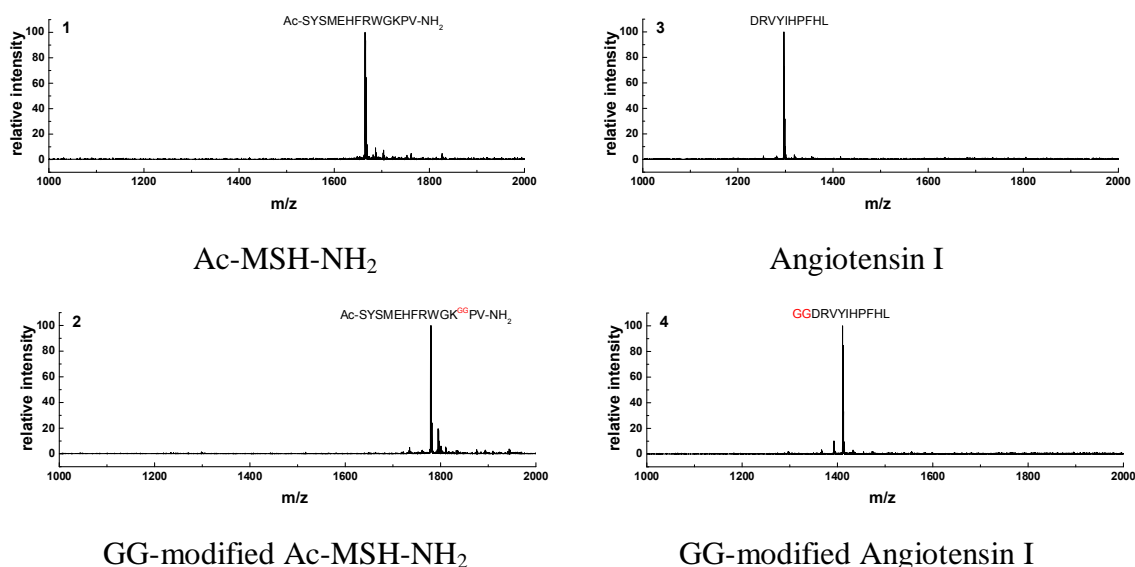 1
Ac-SYSMEHFRWGKPV-NH₂
relative intensity
100
80
60
40
20
0
1000 1200 1400 1600 1800 2000
m/z
Ac-MSH-NH₂
3
DRVYIHPFHL
relative intensity
100
80
60
40
20
0
1000 1200 1400 1600 1800 2000
m/z
Angiotensin I
2
Ac-SYSMEHFRWGKᴳᴳPV-NH₂
relative intensity
100
80
60
40
20
0
1000 1200 1400 1600 1800 2000
m/z
GG-modified Ac-MSH-NH₂
4
GGDRVYIHPFHL
relative intensity
100
80
60
40
20
0
1000 1200 1400 1600 1800 2000
m/z
GG-modified Angiotensin I